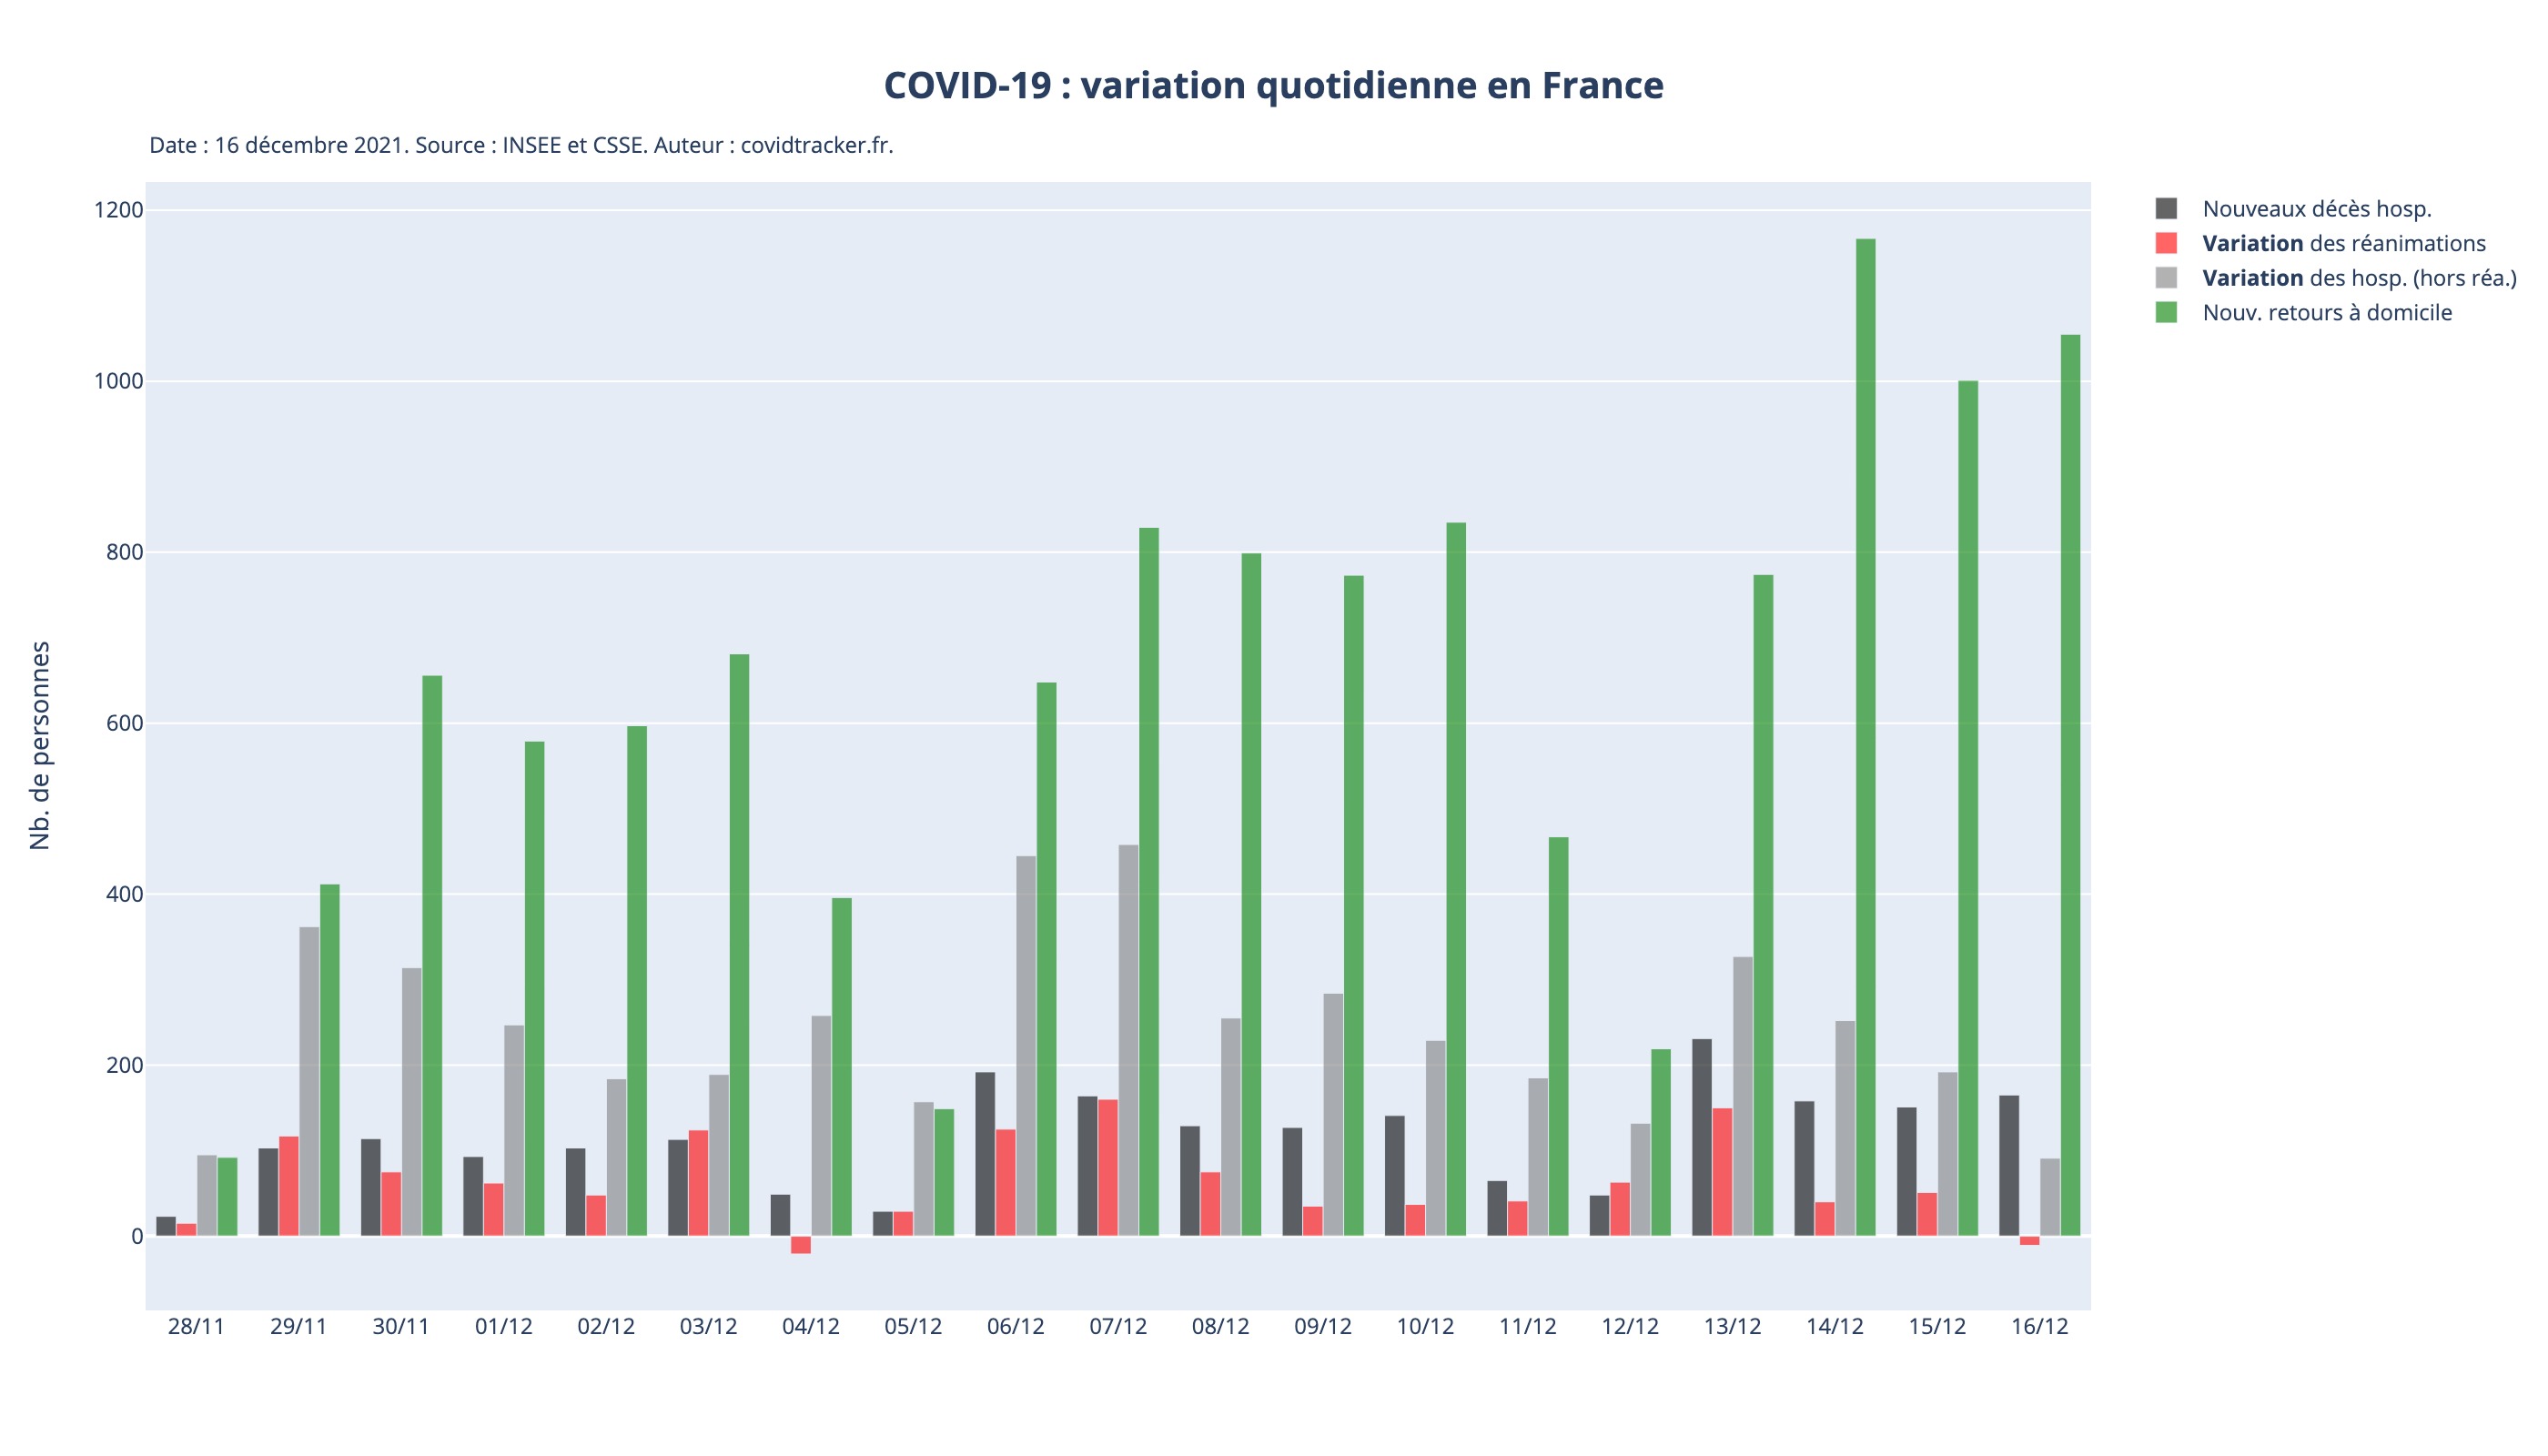 COVID-19 : variation quotidienne en France
Date : 16 décembre 2021. Source : INSEE et CSSE. Auteur : covidtracker.fr.
Nouveaux décès hosp.
Variation des réanimations
Variation des hosp. (hors réa.)
Nouv. retours à domicile
Nb. de personnes
1200
1000
800
600
400
200
0
28/11 29/11 30/11 01/12 02/12 03/12 04/12 05/12 06/12 07/12 08/12 09/12 10/12 11/12 12/12 13/12 14/12 15/12 16/12